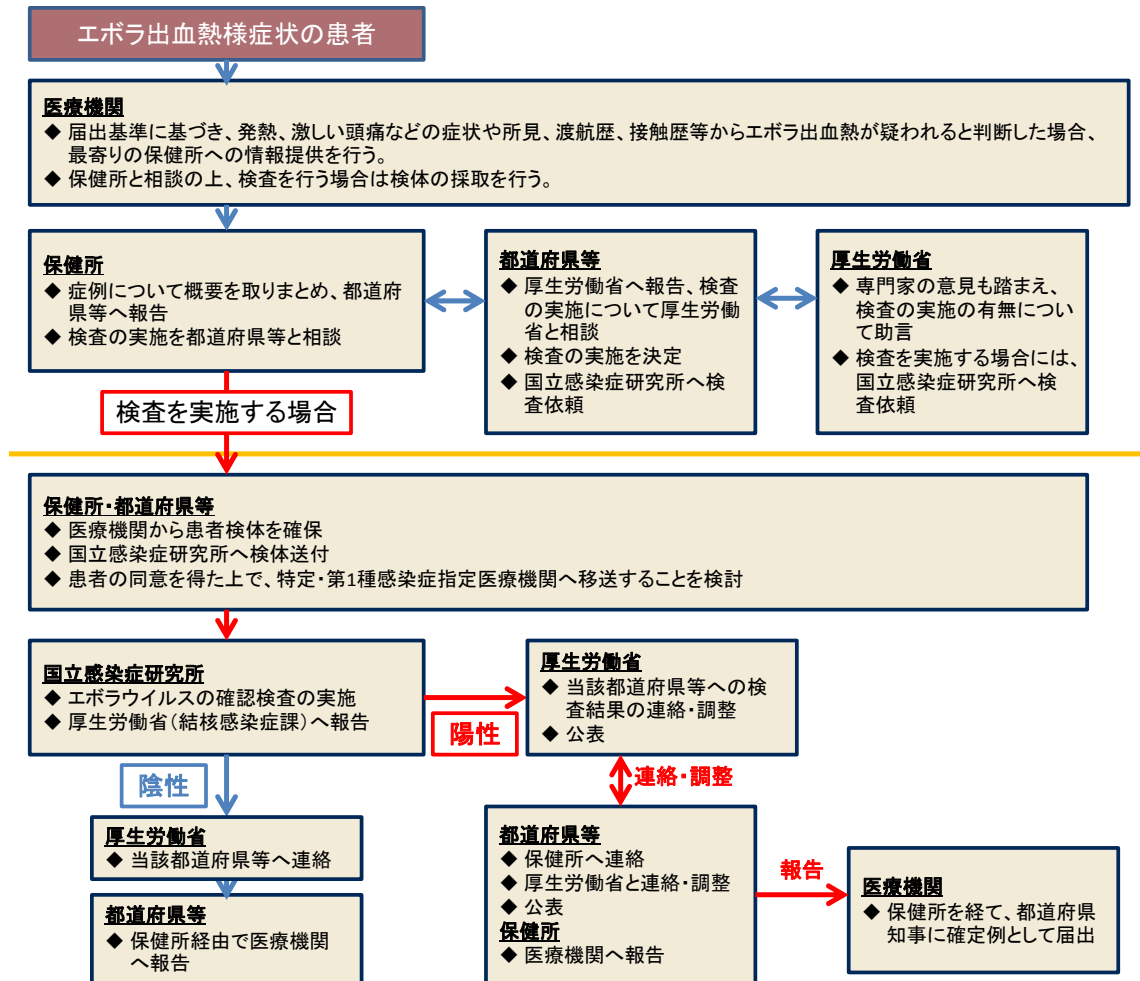 エボラ出血熱様症状の患者
医療機関
◆ 届出基準に基づき、発熱、激しい頭痛などの症状や所見、渡航歴、接触歴等からエボラ出血熱が疑われると判断した場合、
最寄りの保健所への情報提供を行う。
◆ 保健所と相談の上、検査を行う場合は検体の採取を行う。
保健所
◆ 症例について概要を取りまとめ、都道府
県等へ報告
◆ 検査の実施を都道府県等と相談
都道府県等
◆ 厚生労働省へ報告、検査
の実施について厚生労働
省と相談
◆ 検査の実施を決定
◆ 国立感染症研究所へ検
査依頼
厚生労働省
◆ 専門家の意見も踏まえ、
検査の実施の有無につい
て助言
◆ 検査を実施する場合には、
国立感染症研究所へ検
査依頼
検査を実施する場合
保健所・都道府県等
◆ 医療機関から患者検体を確保
◆ 国立感染症研究所へ検体送付
◆ 患者の同意を得た上で、特定・第1種感染症指定医療機関へ移送することを検討
国立感染症研究所
◆ エボラウイルスの確認検査の実施
◆ 厚生労働省(結核感染症課)へ報告
陽性
厚生労働省
◆ 当該都道府県等への検
査結果の連絡・調整
◆ 公表
陰性
連絡・調整
厚生労働省
◆ 当該都道府県等へ連絡
都道府県等
◆ 保健所経由で医療機関
へ報告
都道府県等
◆ 保健所へ連絡
◆ 厚生労働省と連絡・調整
◆ 公表
保健所
◆ 医療機関へ報告
報告
医療機関
◆ 保健所を経て、都道府県
知事に確定例として届出